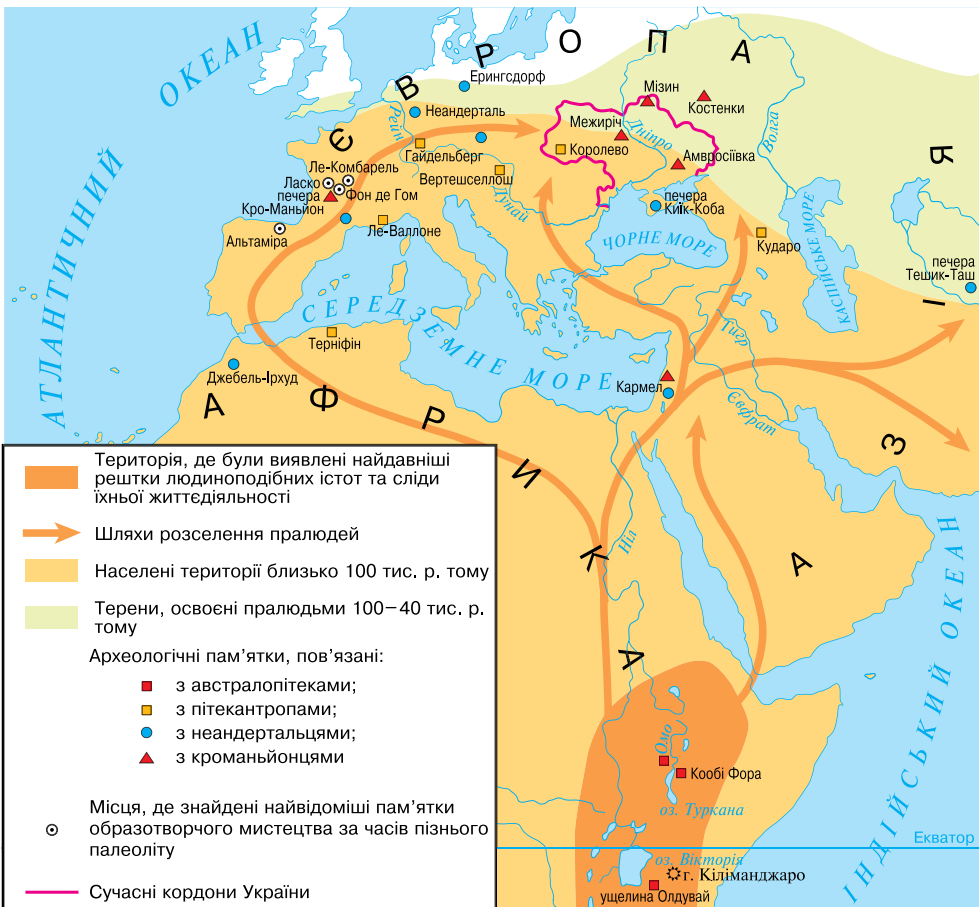 ОКЕАН
АТЛАНТИЧНИЙ
ЄВРОПА
АЗІЯ
АФРИКА
Ерингсдорф
Неандерталь
Рейн
Гайдельберг
Мізин
Костенки
Межиріч
Дніпро
Королево
Амвросіївка
Волга
Ле-Комбарель
Ласко
печера
Кро-Маньйон
Фон де Гом
Вертешселлош
Дунай
печера
Киїк-Коба
Альтаміра
Ле-Валлоне
ЧОРНЕ МОРЕ
Кударо
КАСПІЙСЬКЕ МОРЕ
печера
Тешик-Таш
СЕРЕДЗЕМНЕ МОРЕ
Терніфін
Джебель-Ірхуд
Тигр
Кармел
Євфрат
Ніл
Омо
Кообі Фора
оз. Туркана
Екватор
оз. Вікторія
г. Кіліманджаро
ущелина Олдувай
ІНДІЙСЬКИЙ ОКЕАН
Територія, де були виявлені найдавніші
рештки людиноподібних істот та сліди
їхньої життєдіяльності
Шляхи розселення пралюдей
Населені території близько 100 тис. р. тому
Терени, освоєні пралюдьми 100–40 тис. р.
тому
Археологічні пам'ятки, пов'язані:
з австралопітеками;
з пітекантропами;
з неандертальцями;
з кроманьйонцями
Місця, де знайдені найвідоміші пам'ятки
образотворчого мистецтва за часів пізнього
палеоліту
Сучасні кордони України